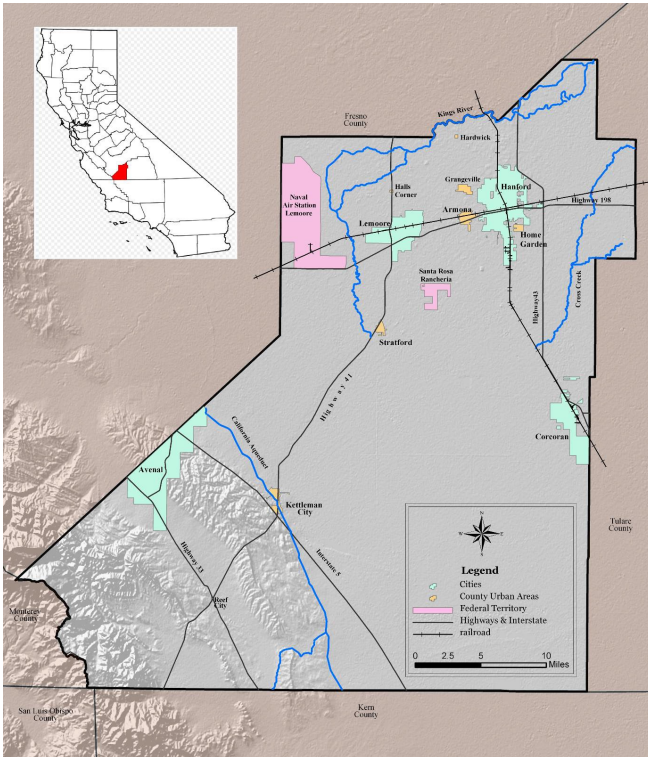 Kings River
Fresno
County
Hardwick
Naval
Air Station
Lemoore
Halls
Corner
Grangeville
Hanford
Armona
Highway 198
Lemoore
Home
Garden
Santa Rosa
Rancheria
Cross Creek
Highway43
Stratford
Highway 41
California Aqueduct
Corcoran
Avenal
Kettleman
City
Tulare
County
Highway 33
Interstate 5
Reef
City
Monterey
County
N
W
E
S
Legend
Cities
County Urban Areas
Federal Territory
Highways & Interstate
railroad
0 2.5 5 10
Miles
San Luis Obispo
County
Kern
County